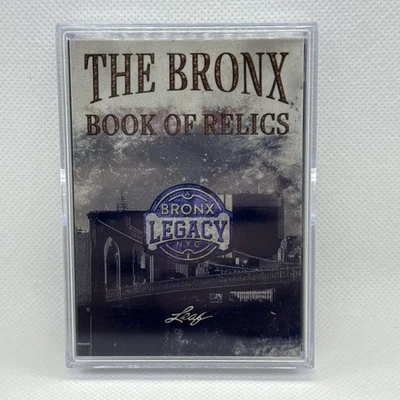 THE BRONX
BOOK OF RELICS
BRONX
LEGACY
NYC
Leaf